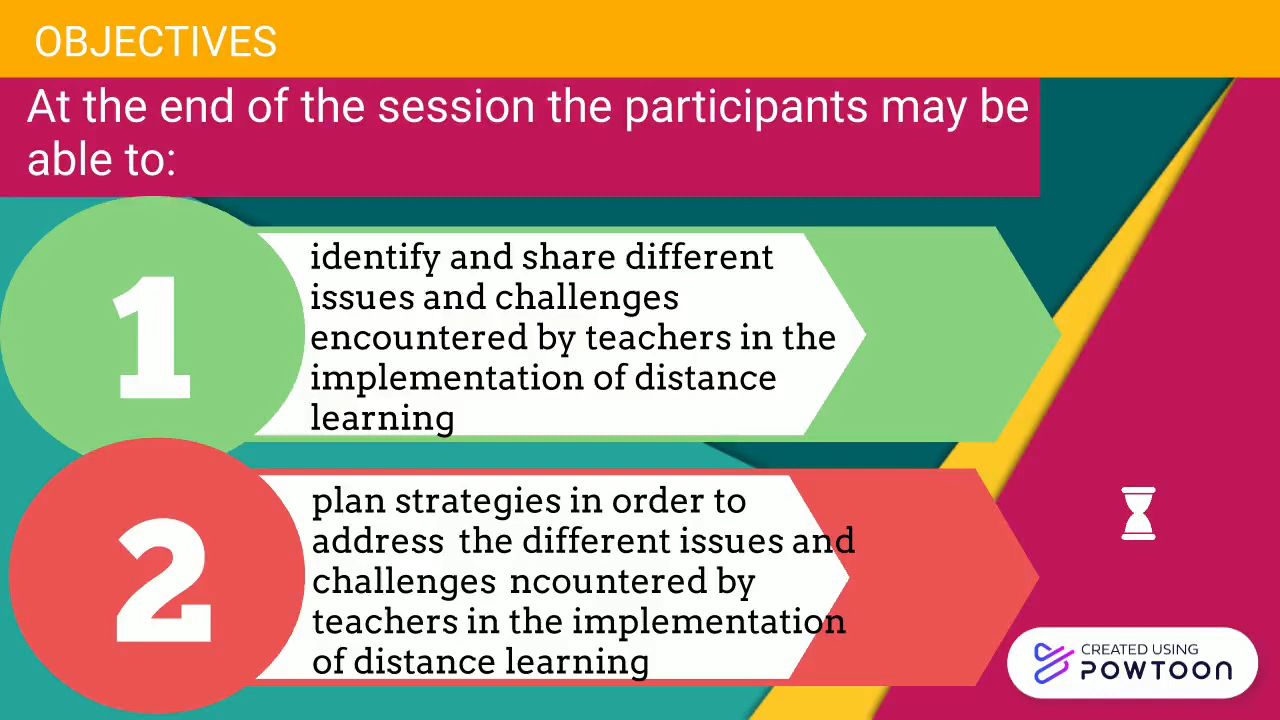 OBJECTIVES
At the end of the session the participants may be
able to:
1
identify and share different
issues and challenges
encountered by teachers in the
implementation of distance
learning
2
plan strategies in order to
address the different issues and
challenges ncountered by
teachers in the implementation
of distance learning
CREATED USING
POWTOON